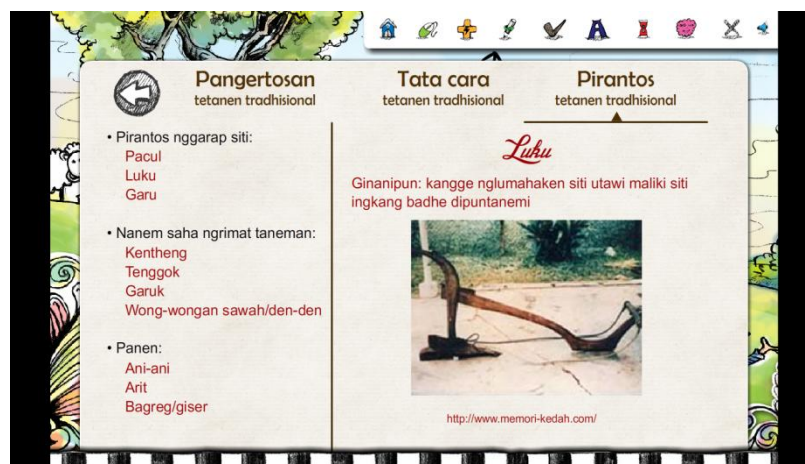 Pangertosan
tetanen tradhisional
Tata cara
tetanen tradhisional
Pirantos
tetanen tradhisional
• Pirantos nggarap siti:
Pacul
Luku
Garu
• Nanem saha ngrimat taneman:
Kentheng
Tenggok
Garuk
Wong-wongan sawah/den-den
• Panen:
Ani-ani
Arit
Bagreg/giser
Luku
Ginanipun: kangge nglumahaken siti utawi maliki siti
ingkang badhe dipuntanemi
http://www.memori-kedah.com/